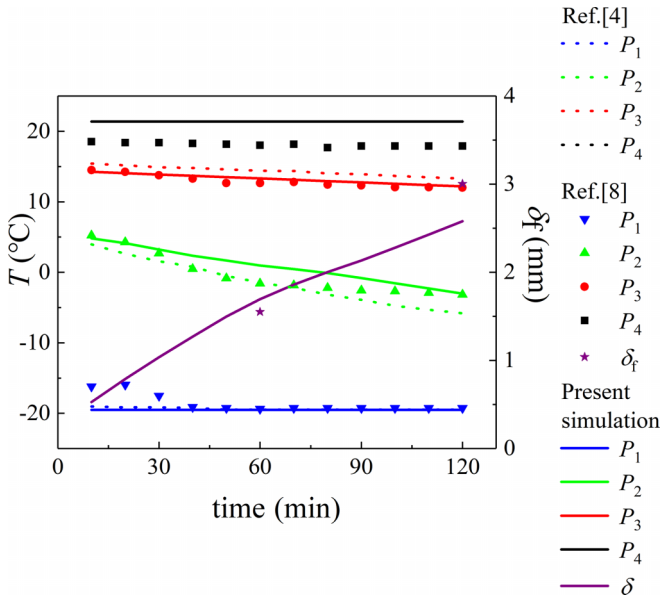 Ref.[4]
P1
P2
P3
P4
Ref.[8]
P1
P2
P3
P4
δf
Present
simulation
P1
P2
P3
P4
δ
T (°C)
20
10
0
-10
-20
0
30
60
90
120
time (min)
4
3
2
1
0
δf (mm)